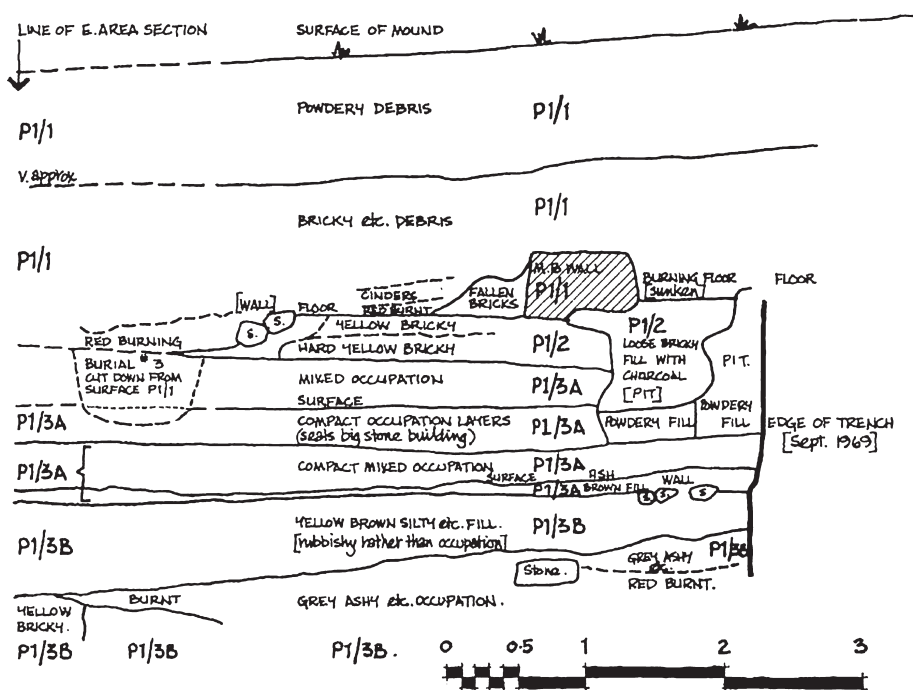 LINE OF E. AREA SECTION
SURFACE OF MOUND
POWDERY DEBRIS
P1/1
P1/1
V. approx
BRICKY etc. DEBRIS
P1/1
P1/1
M.B WALL
P1/1
BURNING
[sunken]
FLOOR
FLOOR
CINDERS
RED BURNT
FALLEN
BRICKS
[WALL]
S.
S.
FLOOR
YELLOW BRICKY
HARD YELLOW BRICKY
P1/2
P1/2
LOOSE BRICKY
FILL WITH
CHARCOAL
[PIT]
PIT.
RED BURNING
BURIAL # 3
CUT DOWN FROM
SURFACE P1/1
MIXED OCCUPATION
P1/3A
SURFACE
P1/3A
COMPACT OCCUPATION LAYERS
(seals big stone building)
P1/3A
POWDERY FILL
POWDERY
FILL
EDGE OF TRENCH
[Sept. 1969]
P1/3A
COMPACT MIXED OCCUPATION
P1/3A
SURFACE
ASH
P1/3A
BROWN FILL
WALL
S.
S.
S
P1/3B
YELLOW BROWN SILTY etc. FILL.
[rubbishy rather than occupation]
P1/3B
P1/3B
Stone.
GREY ASHY
etc.
RED BURNT.
BURNT
YELLOW
BRICKY.
GREY ASHY etc. OCCUPATION.
P1/3B
P1/3B
P1/3B.
0 0·5 1 2 3